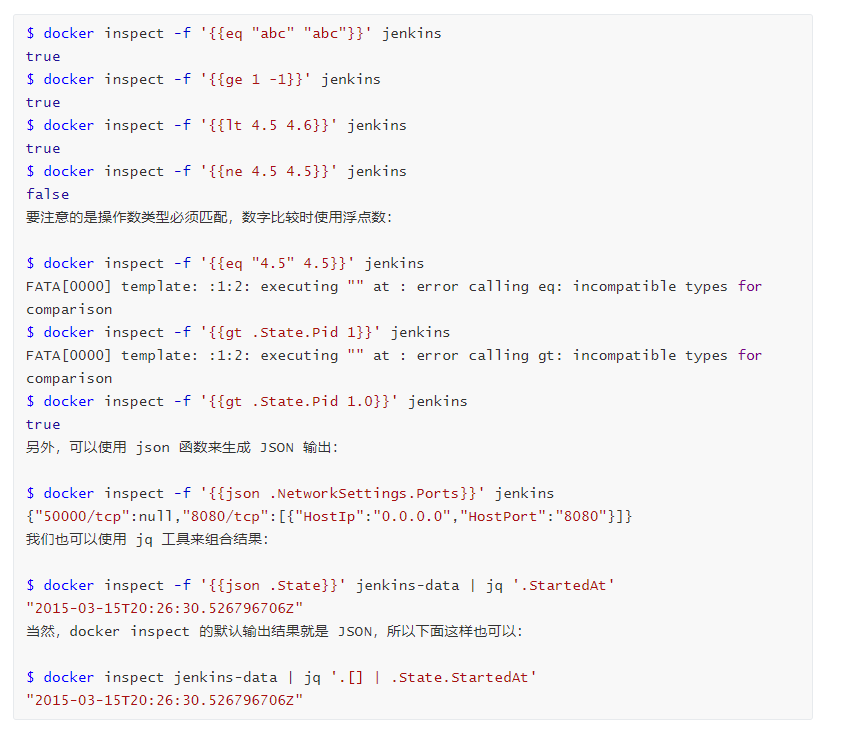 $ docker inspect -f '{{eq "abc" "abc"}}' jenkins
true
$ docker inspect -f '{{ge 1 -1}}' jenkins
true
$ docker inspect -f '{{lt 4.5 4.6}}' jenkins
true
$ docker inspect -f '{{ne 4.5 4.5}}' jenkins
false
要注意的是操作数类型必须匹配，数字比较时使用浮点数：
$ docker inspect -f '{{eq "4.5" 4.5}}' jenkins
FATA[0000] template: :1:2: executing "" at : error calling eq: incompatible types for
comparison
$ docker inspect -f '{{gt .State.Pid 1}}' jenkins
FATA[0000] template: :1:2: executing "" at : error calling gt: incompatible types for
comparison
$ docker inspect -f '{{gt .State.Pid 1.0}}' jenkins
true
另外，可以使用 json 函数来生成 JSON 输出：
$ docker inspect -f '{{json .NetworkSettings.Ports}}' jenkins
{"50000/tcp":null,"8080/tcp":[{"HostIp":"0.0.0.0","HostPort":"8080"}]}
我们也可以使用 jq 工具来组合结果：
$ docker inspect -f '{{json .State}}' jenkins-data | jq '.StartedAt'
"2015-03-15T20:26:30.526796706Z"
当然，docker inspect 的默认输出结果就是 JSON，所以下面这样也可以：
$ docker inspect jenkins-data | jq '.[] | .State.StartedAt'
"2015-03-15T20:26:30.526796706Z"